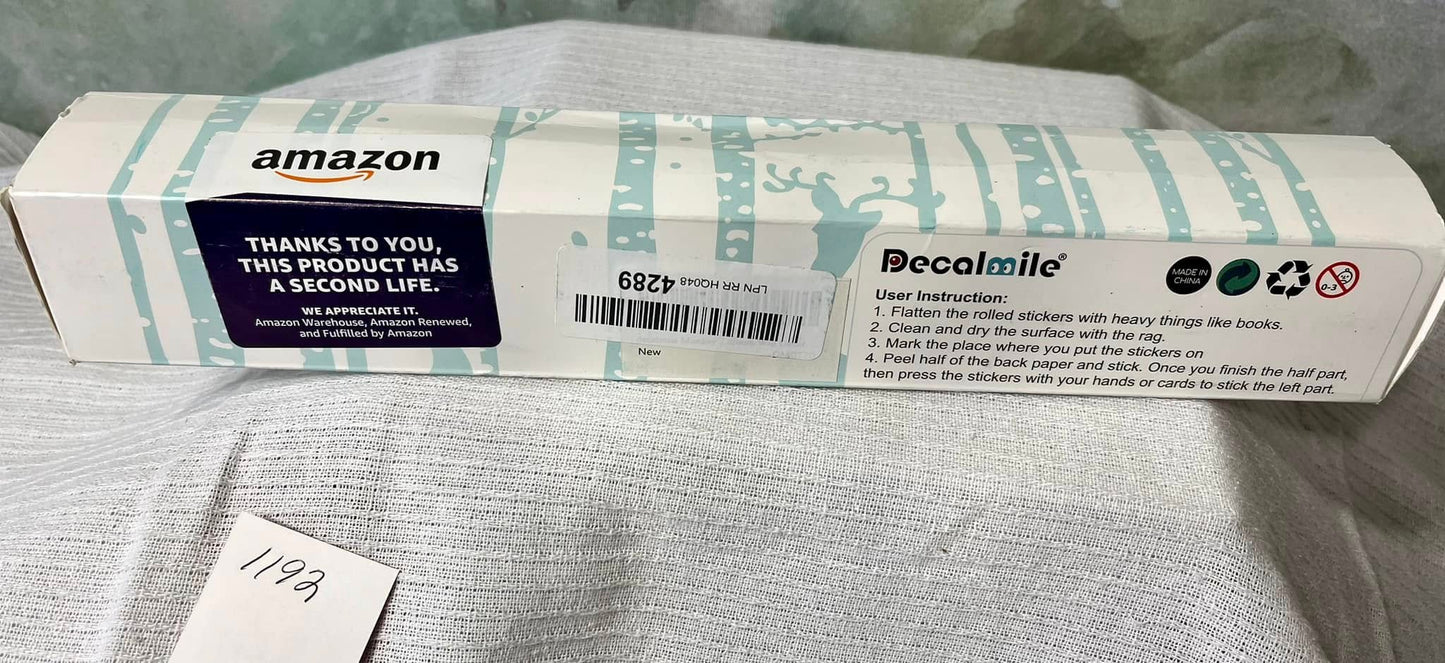 amazon
THANKS TO YOU,
THIS PRODUCT HAS
A SECOND LIFE.
WE APPRECIATE IT.
Amazon Warehouse, Amazon Renewed,
and Fulfilled by Amazon
LPN RR HQ048 4289
New
Decalmile®
MADE IN
CHINA
0-3
User Instruction:
1. Flatten the rolled stickers with heavy things like books.
2. Clean and dry the surface with the rag.
3. Mark the place where you put the stickers on
4. Peel half of the back paper and stick. Once you finish the half part,
then press the stickers with your hands or cards to stick the left part.
1192